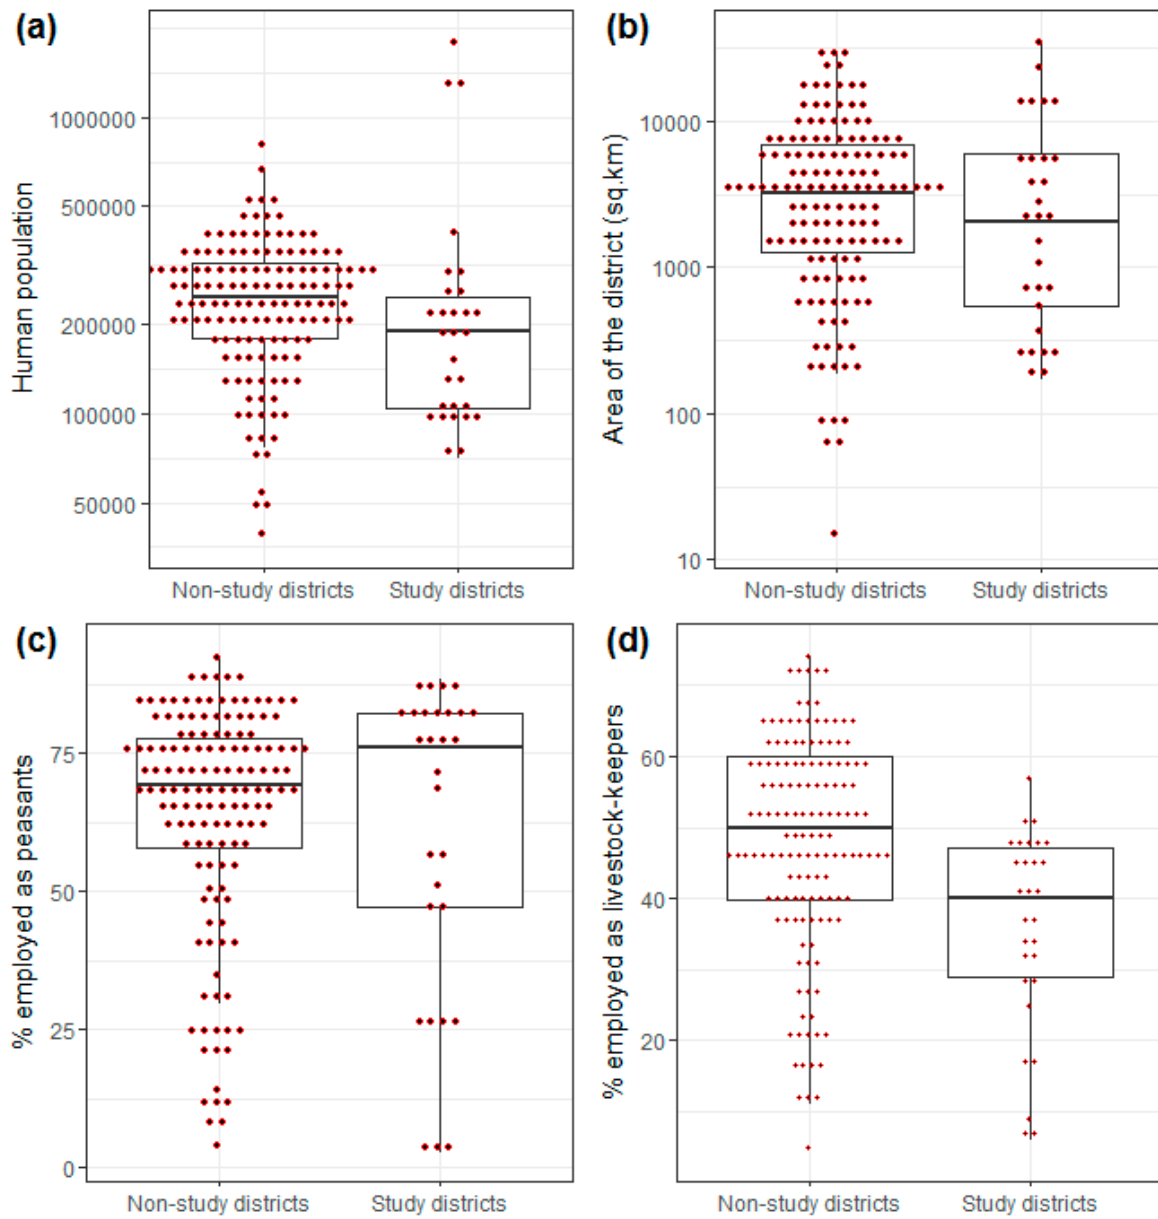 (a)
Human population
1000000
500000
200000
100000
50000
Non-study districts
Study districts
(b)
Area of the district (sq.km)
10000
1000
100
10
Non-study districts
Study districts
(c)
% employed as peasants
75
50
25
0
Non-study districts
Study districts
(d)
% employed as livestock-keepers
60
40
20
Non-study districts
Study districts